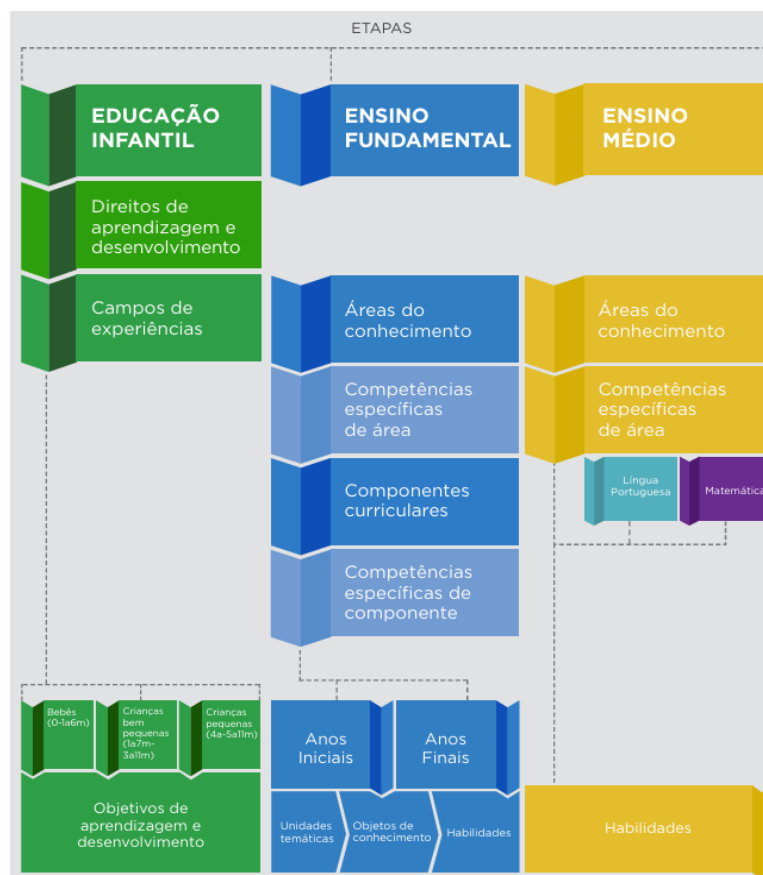 ETAPAS
EDUCAÇÃO
INFANTIL
ENSINO
FUNDAMENTAL
ENSINO
MÉDIO
Direitos de
aprendizagem e
desenvolvimento
Campos de
experiências
Áreas do
conhecimento
Áreas do
conhecimento
Competências
específicas
de área
Competências
específicas
de área
Componentes
curriculares
Língua
Portuguesa
Matemática
Competências
específicas de
componente
Bebês
(0-1a6m)
Crianças
bem
pequenas
(1a7m-
3a11m)
Crianças
pequenas
(4a-5a11m)
Anos
Iniciais
Anos
Finais
Objetivos de
aprendizagem e
desenvolvimento
Unidades
temáticas
Objetos de
conhecimento
Habilidades
Habilidades